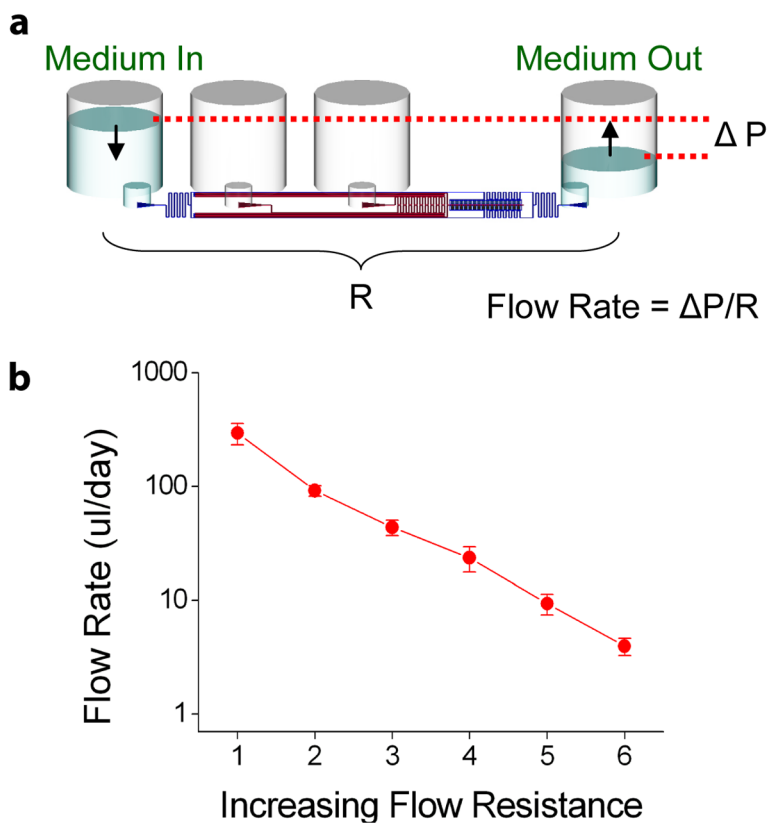 a
Medium In
Medium Out
Δ P
R
Flow Rate = ΔP/R
b
Flow Rate (ul/day)
1000
100
10
1
1 2 3 4 5 6
Increasing Flow Resistance